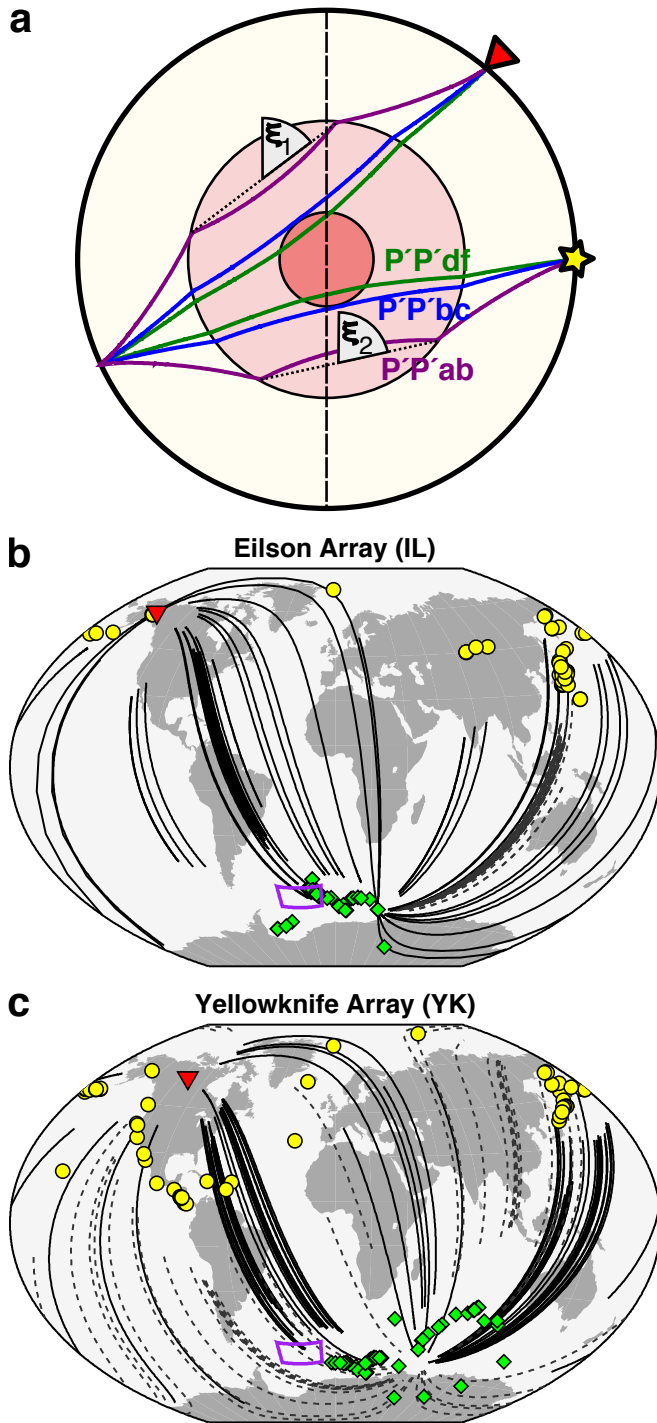 a
ξ1
P´P´df
P´P´bc
ξ2
P´P´ab
b
Eilson Array (IL)
c
Yellowknife Array (YK)